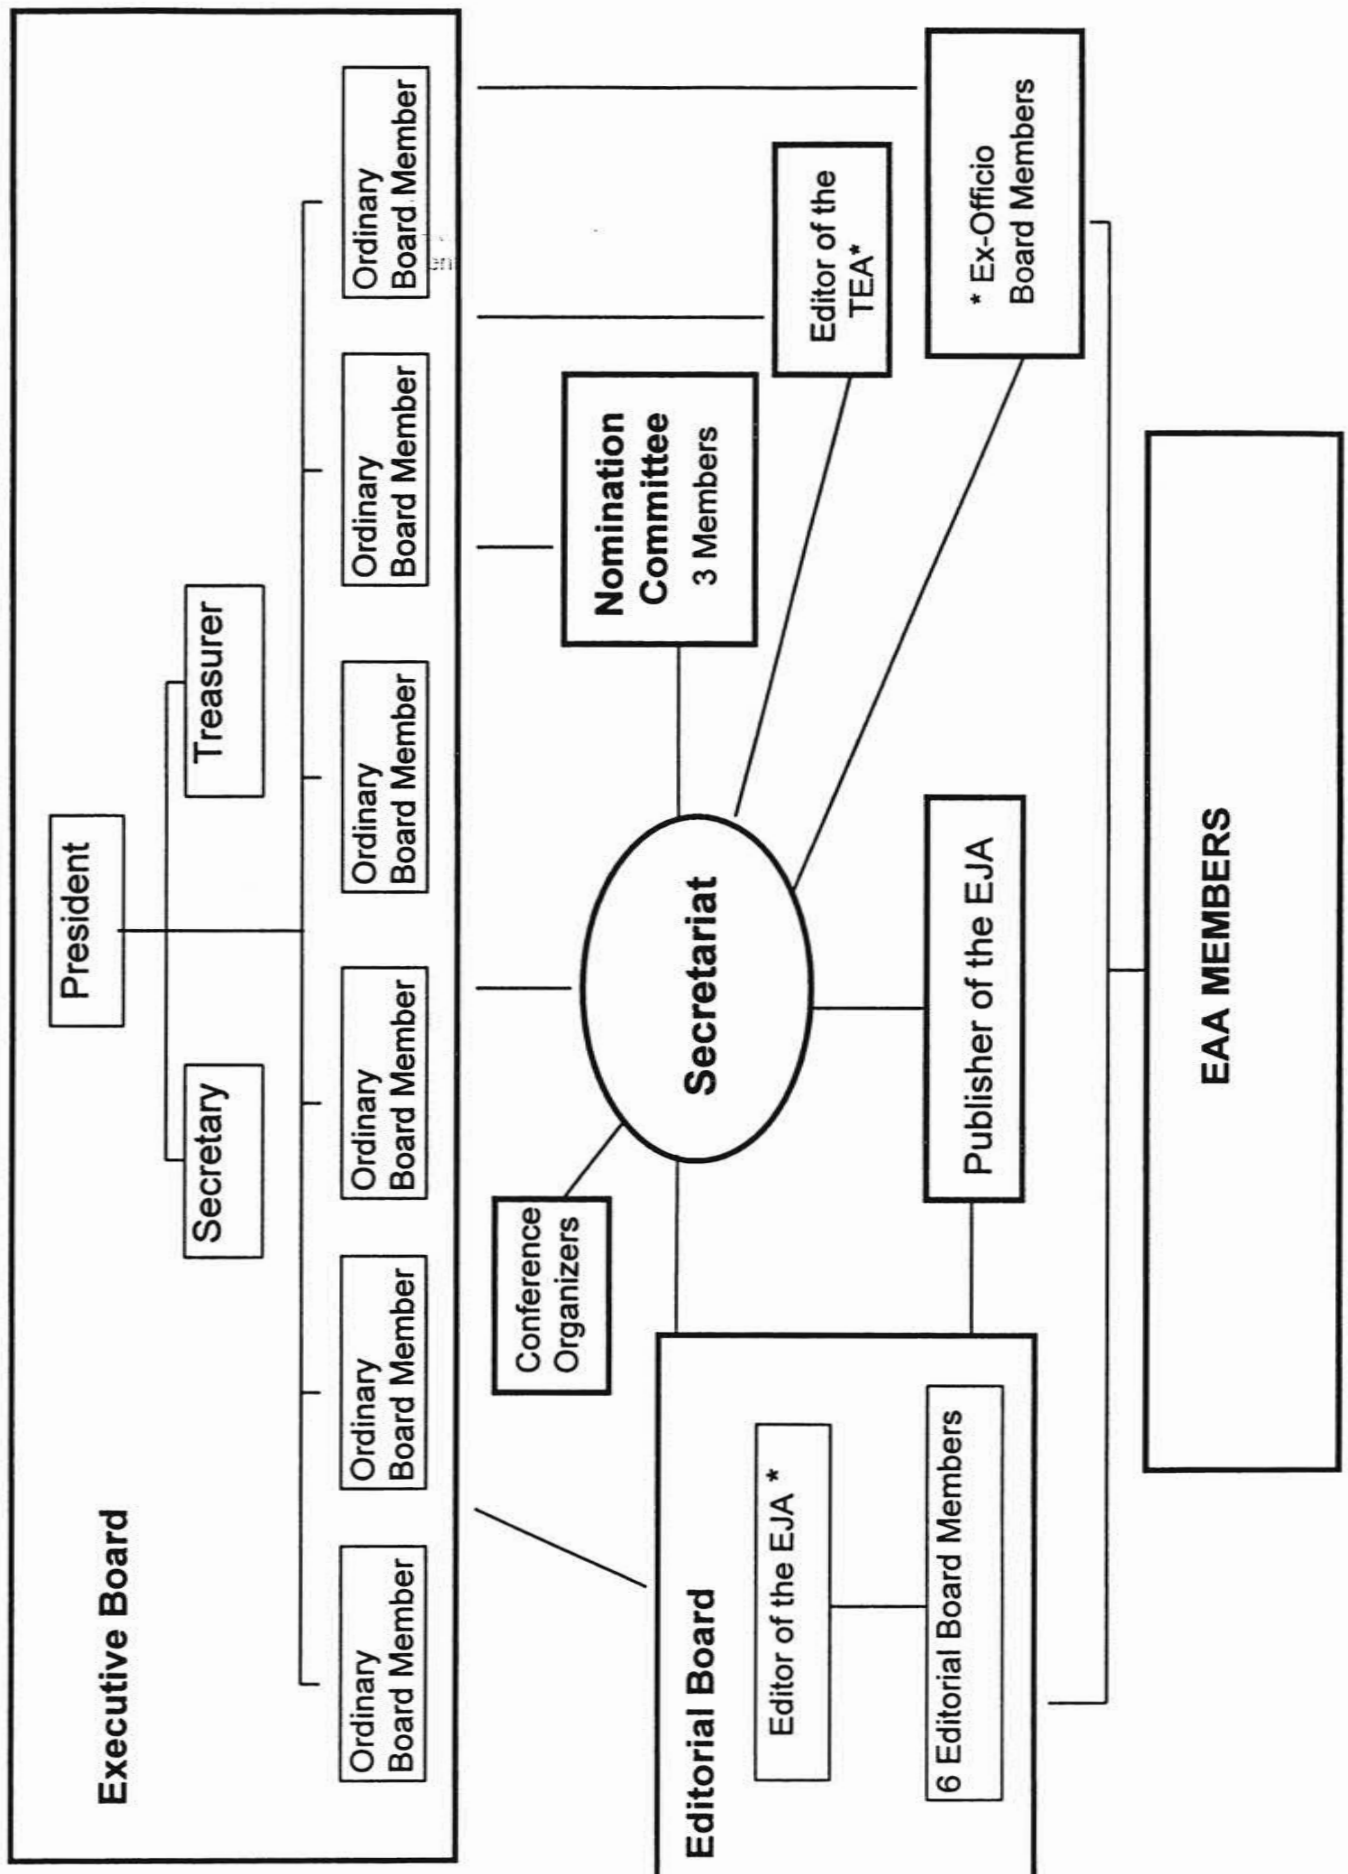 Executive Board
President
Secretary
Treasurer
Ordinary
Board Member
Ordinary
Board Member
Ordinary
Board Member
Ordinary
Board Member
Ordinary
Board Member
Ordinary
Board Member
Conference
Organizers
Nomination
Committee
3 Members
Editor of the
TEA*
Secretariat
Editorial Board
Editor of the EJA *
6 Editorial Board Members
Publisher of the EJA
* Ex-Officio
Board Members
EAA MEMBERS